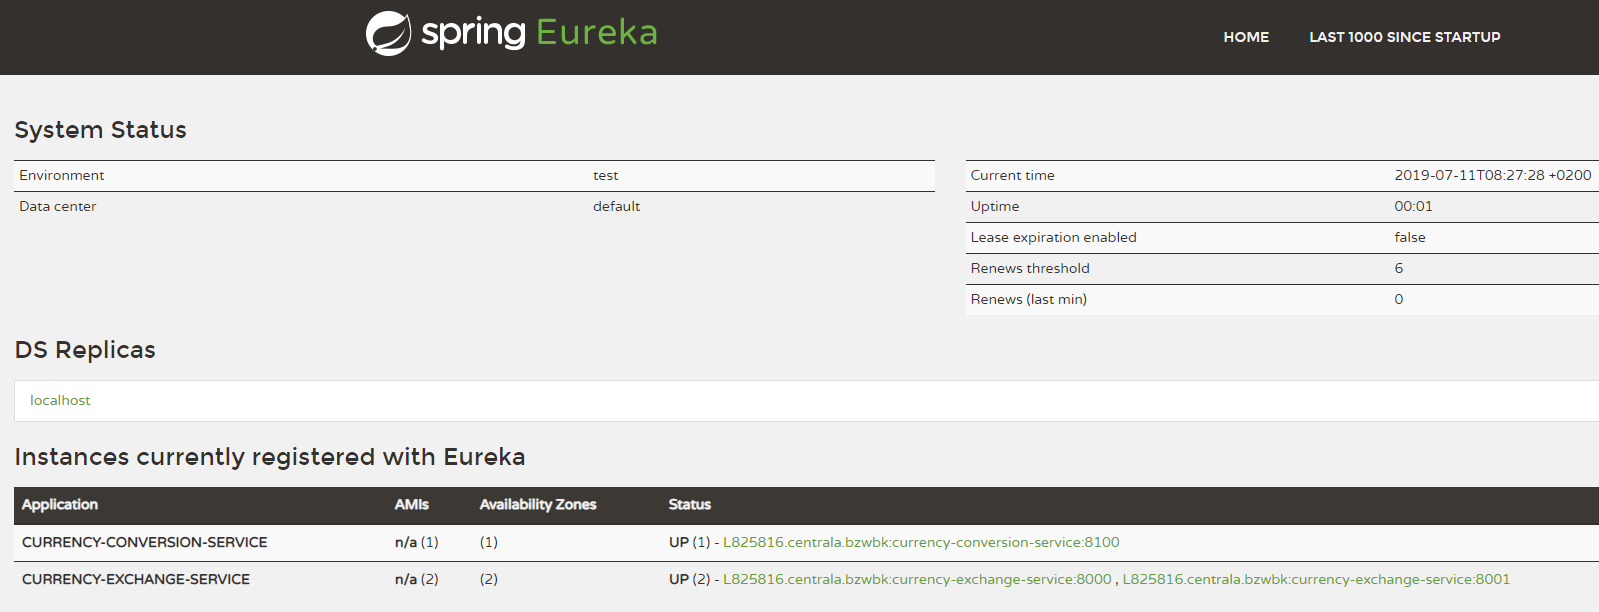 spring Eureka
HOME LAST 1000 SINCE STARTUP
System Status
Environment test
Data center default
Current time 2019-07-11T08:27:28 +0200
Uptime 00:01
Lease expiration enabled false
Renews threshold 6
Renews (last min) 0
DS Replicas
localhost
Instances currently registered with Eureka
Application AMIs Availability Zones Status
CURRENCY-CONVERSION-SERVICE n/a (1) (1) UP (1) - L825816.centrala.bzwbk:currency-conversion-service:8100
CURRENCY-EXCHANGE-SERVICE n/a (2) (2) UP (2) - L825816.centrala.bzwbk:currency-exchange-service:8000 , L825816.centrala.bzwbk:currency-exchange-service:8001